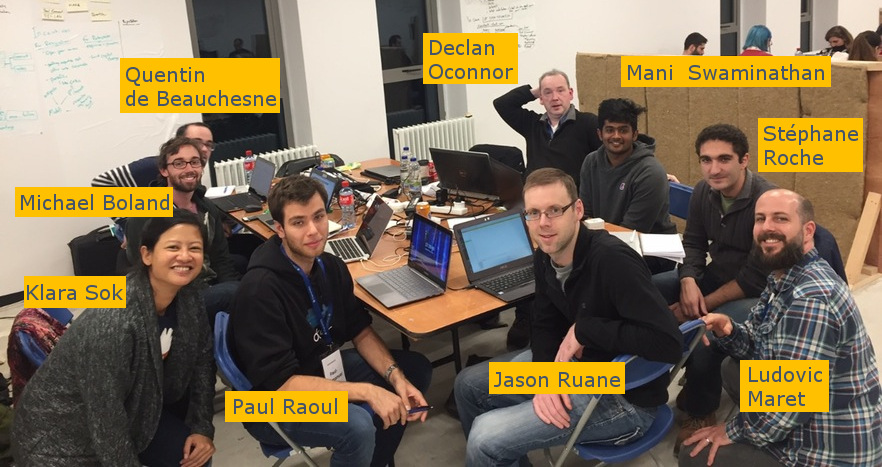 Quentin
de Beauchesne
Declan
Oconnor
Mani Swaminathan
Stéphane
Roche
Michael Boland
Klara Sok
Paul Raoul
Jason Ruane
Ludovic
Maret